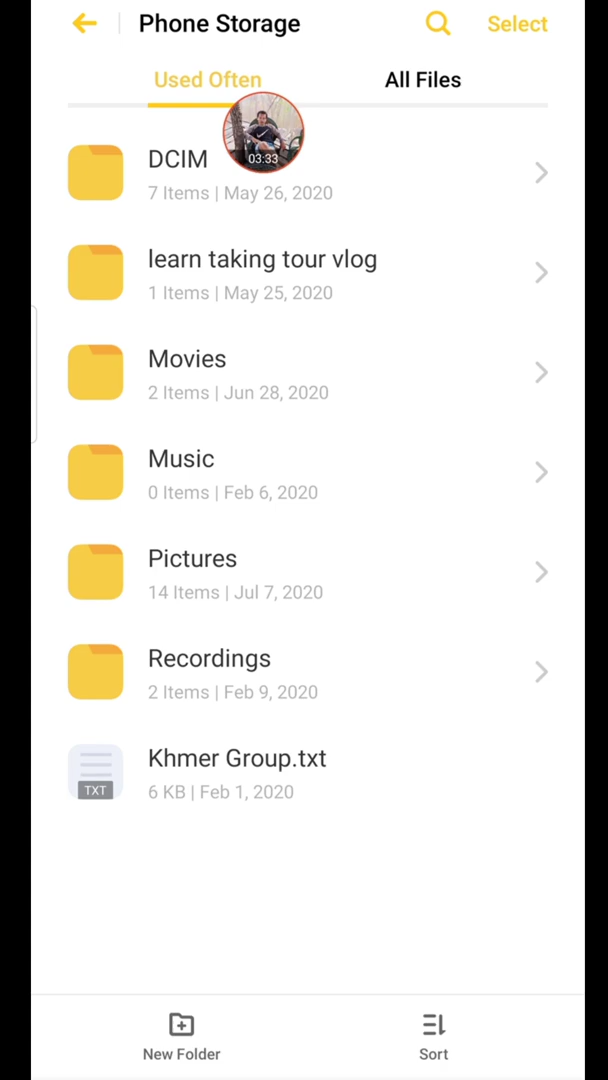 Phone Storage
Select
Used Often
All Files
03:33
DCIM
7 Items | May 26, 2020
learn taking tour vlog
1 Items | May 25, 2020
Movies
2 Items | Jun 28, 2020
Music
0 Items | Feb 6, 2020
Pictures
14 Items | Jul 7, 2020
Recordings
2 Items | Feb 9, 2020
Khmer Group.txt
TXT
6 KB | Feb 1, 2020
New Folder
Sort